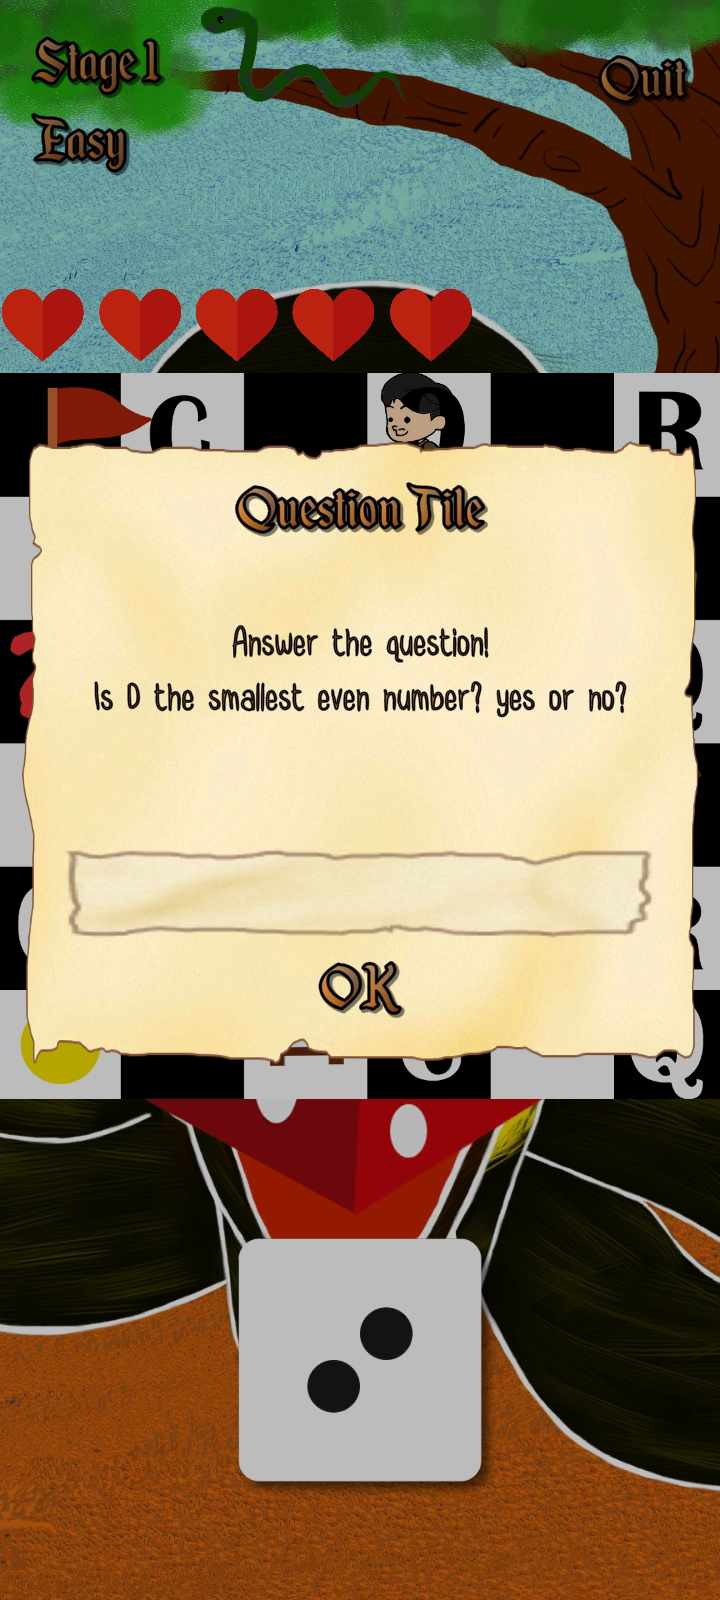 Stage 1
Quit
Easy
C
R
Question Tile
Answer the question!
Is 0 the smallest even number? yes or no?
OK
Q